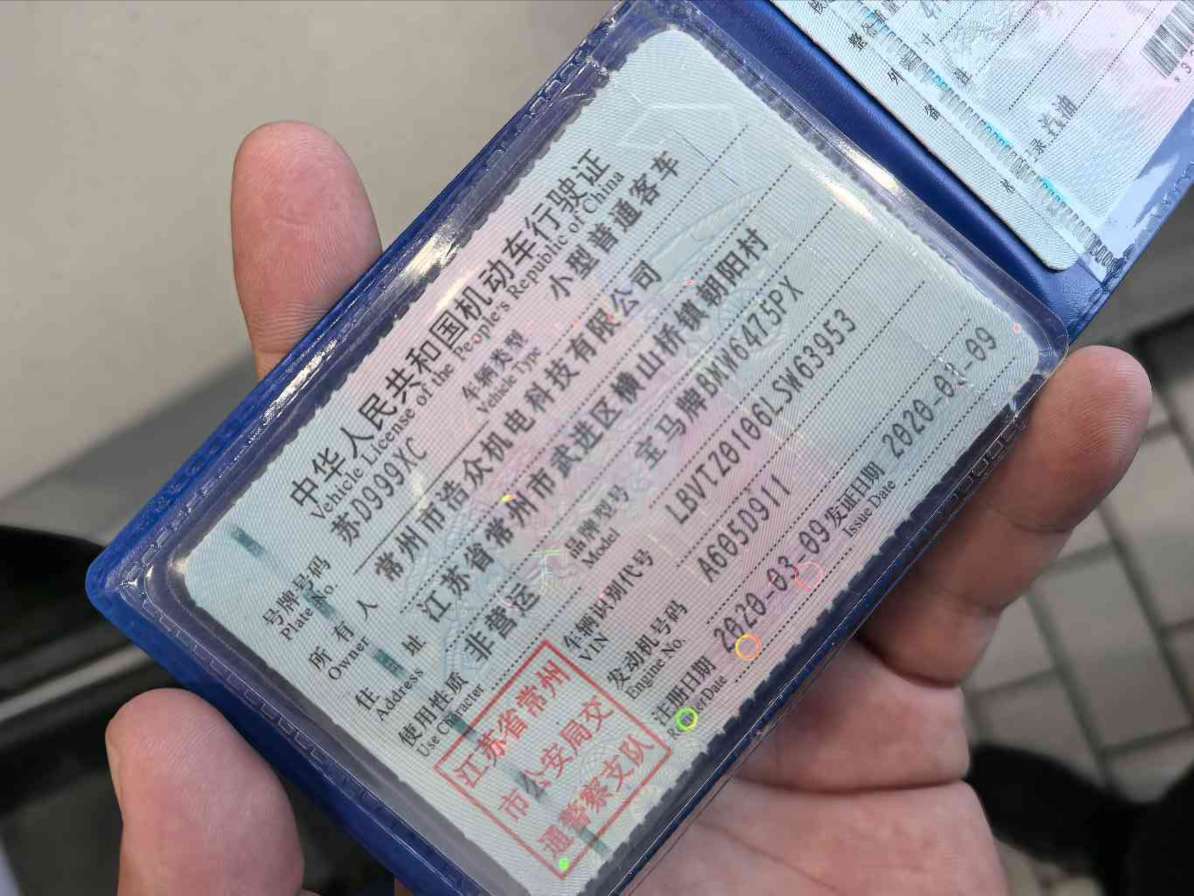 中华人民共和国机动车行驶证
Vehicle License of the People's Republic of China
号牌号码 苏D999XC 车辆类型 小型普通客车
Plate No. Vehicle Type
所有人 常州市浩众机电科技有限公司
Owner
住址 江苏省常州市武进区横山桥镇朝阳村
Address
使用性质 非营运 品牌型号 宝马牌BMW6475PX
Use Character Model
江苏省常州
市公安局交
通警察支队
车辆识别代号 LBVTZ0106LSW63953
VIN
发动机号码 A605D911
Engine No.
注册日期 2020-03-09 发证日期 2020-03-09
Register Date Issue Date
整
外
备
录 汽油